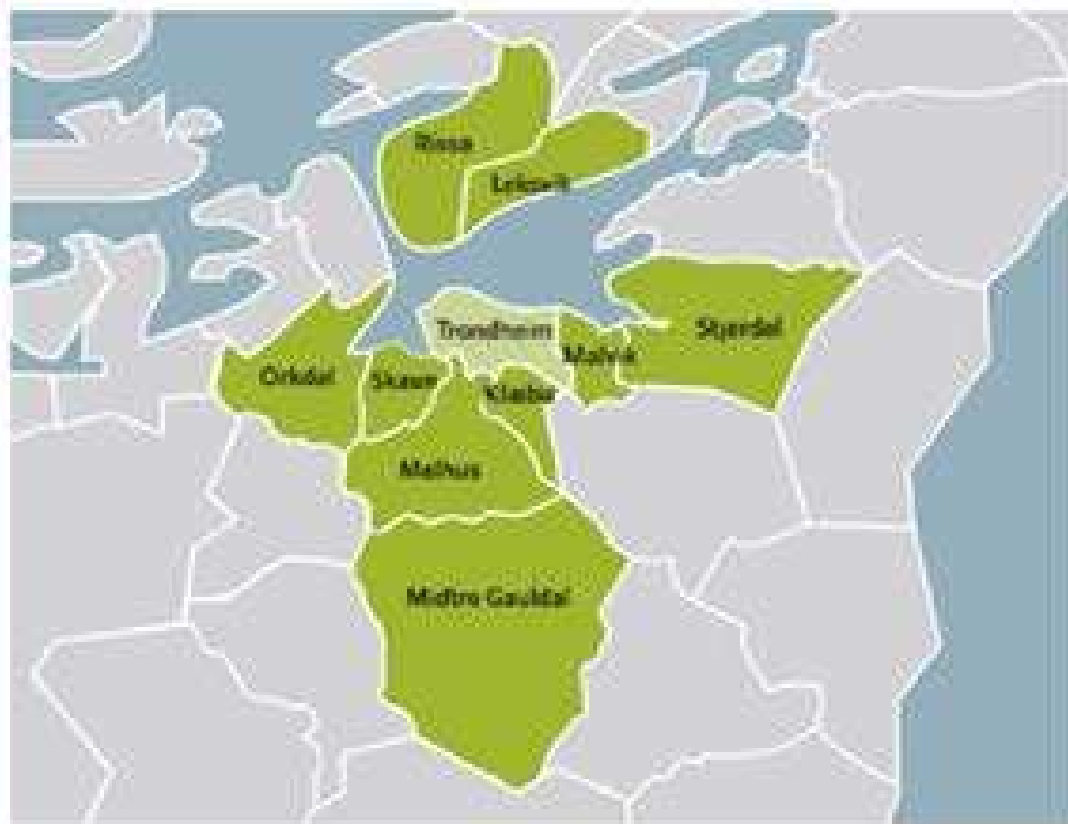 Rissa
Leksvik
Trondheim
Stjørdal
Malvik
Orkdal
Skaun
Klæbu
Melhus
Midtre Gauldal